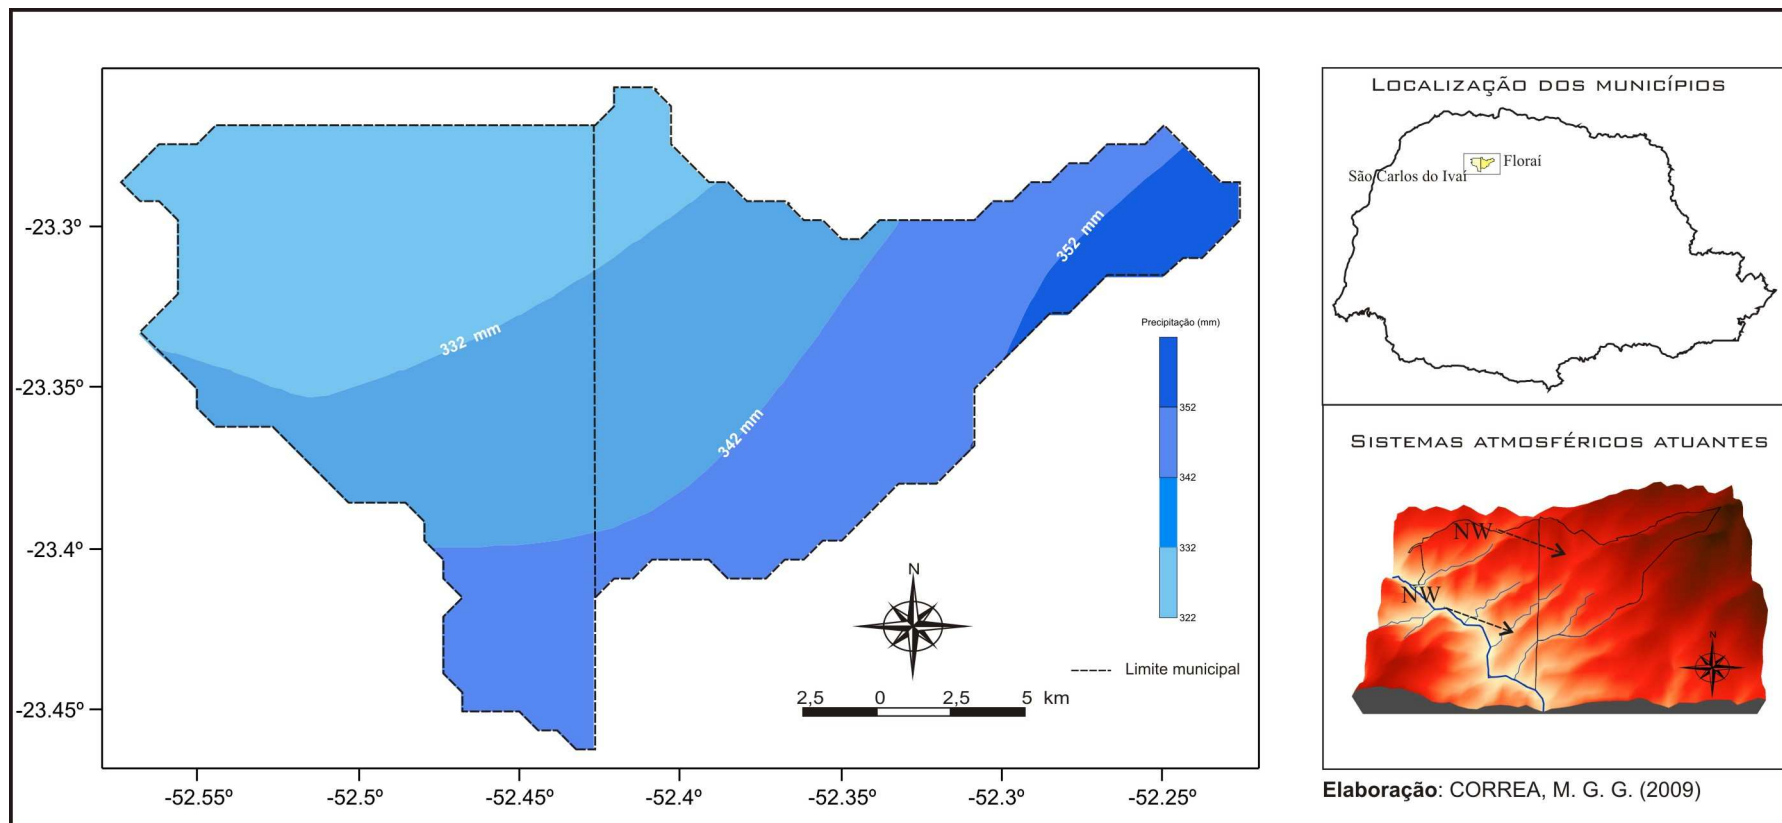 -23.3º
-23.35º
-23.4º
-23.45º
-52.55º
-52.5º
-52.45º
-52.4º
-52.35º
-52.3º
-52.25º
332 mm
342 mm
352 mm
Precipitação (mm)
352
342
332
322
N
Limite municipal
2,5 0 2,5 5 km
LOCALIZAÇÃO DOS MUNICÍPIOS
Floraí
São Carlos do Ivaí
SISTEMAS ATMOSFÉRICOS ATUANTES
NW
NW
N
Elaboração: CORREA, M. G. G. (2009)